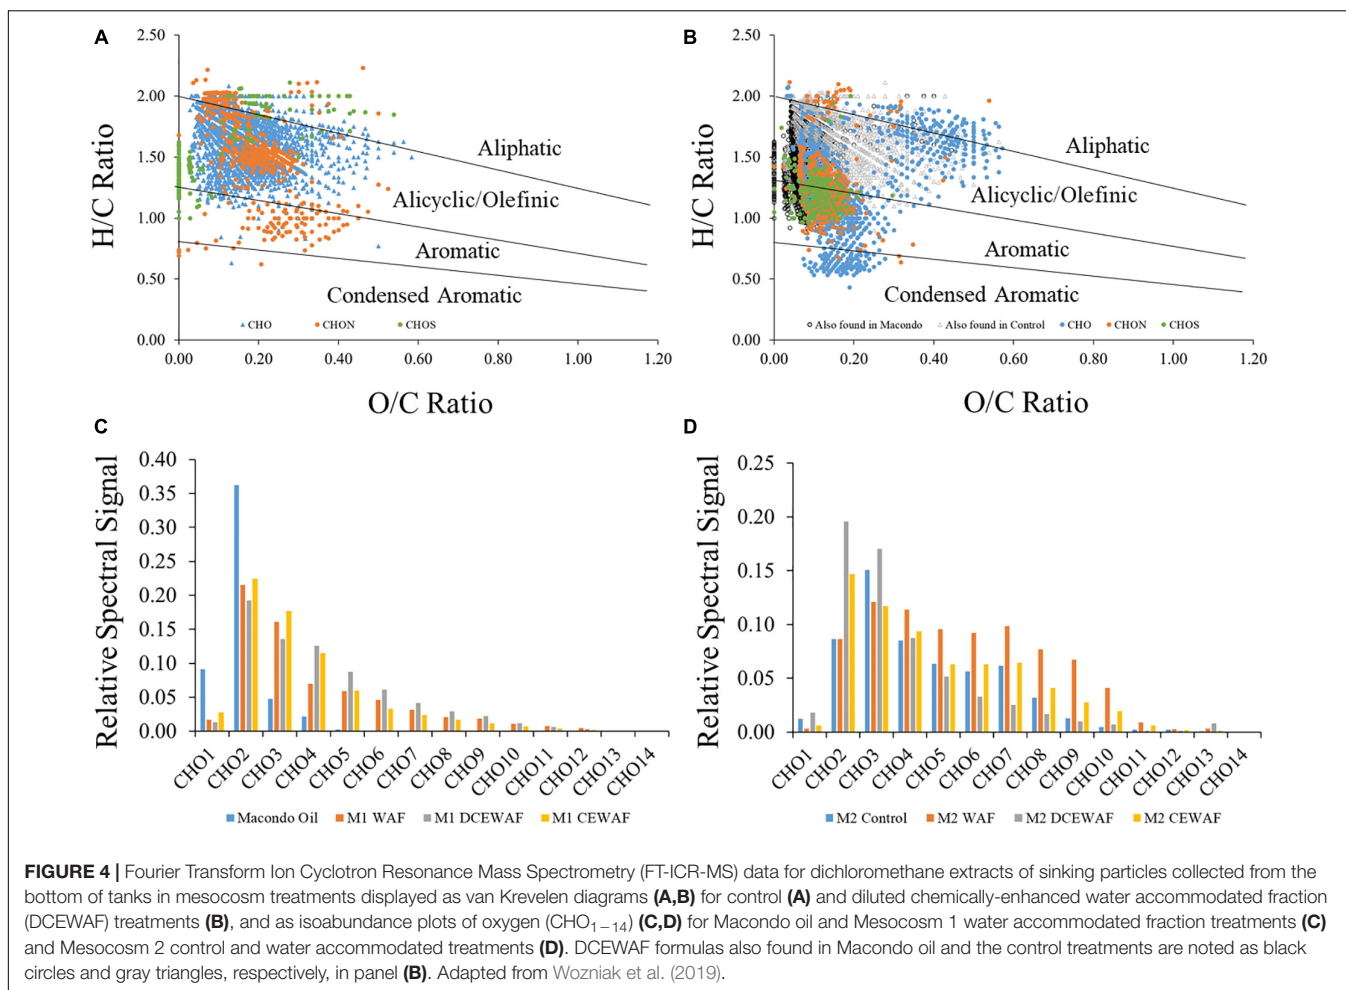 A
2.50
2.00
1.50
1.00
0.50
0.00
H/C Ratio
Aliphatic
Alicyclic/Olefinic
Aromatic
Condensed Aromatic
CHO CHON CHOS
0.00 0.20 0.40 0.60 0.80 1.00 1.20
O/C Ratio
B
2.50
2.00
1.50
1.00
0.50
0.00
H/C Ratio
Aliphatic
Alicyclic/Olefinic
Aromatic
Condensed Aromatic
Also found in Macondo Also found in Control CHO CHON CHOS
0.00 0.20 0.40 0.60 0.80 1.00 1.20
O/C Ratio
C
0.40
0.35
0.30
0.25
0.20
0.15
0.10
0.05
0.00
Relative Spectral Signal
CHO1 CHO2 CHO3 CHO4 CHO5 CHO6 CHO7 CHO8 CHO9 CHO10 CHO11 CHO12 CHO13 CHO14
Macondo Oil M1 WAF M1 DCEWAF M1 CEWAF
D
0.25
0.20
0.15
0.10
0.05
0.00
Relative Spectral Signal
CHO1 CHO2 CHO3 CHO4 CHO5 CHO6 CHO7 CHO8 CHO9 CHO10 CHO11 CHO12 CHO13 CHO14
M2 Control M2 WAF M2 DCEWAF M2 CEWAF
FIGURE 4 | Fourier Transform Ion Cyclotron Resonance Mass Spectrometry (FT-ICR-MS) data for dichloromethane extracts of sinking particles collected from the
bottom of tanks in mesocosm treatments displayed as van Krevelen diagrams (A,B) for control (A) and diluted chemically-enhanced water accommodated fraction
(DCEWAF) treatments (B), and as isoabundance plots of oxygen (CHO1−14) (C,D) for Macondo oil and Mesocosm 1 water accommodated fraction treatments (C)
and Mesocosm 2 control and water accommodated treatments (D). DCEWAF formulas also found in Macondo oil and the control treatments are noted as black
circles and gray triangles, respectively, in panel (B). Adapted from Wozniak et al. (2019).